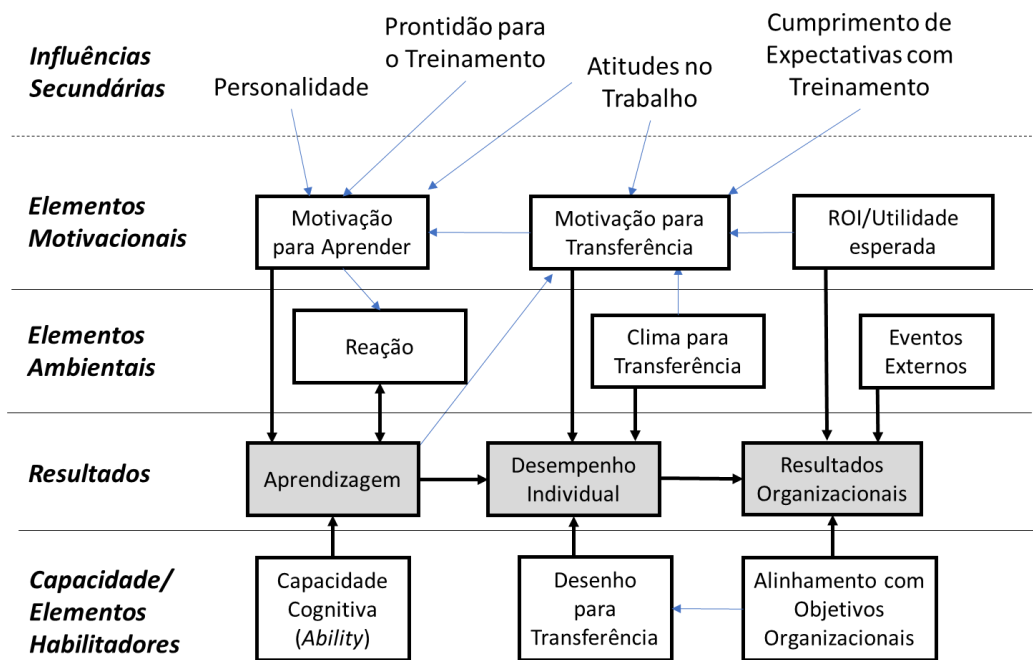 Influências
Secundárias
Personalidade
Prontidão para
o Treinamento
Atitudes no
Trabalho
Cumprimento de
Expectativas com
Treinamento
Elementos
Motivacionais
Motivação
para Aprender
Motivação para
Transferência
ROI/Utilidade
esperada
Elementos
Ambientais
Reação
Clima para
Transferência
Eventos
Externos
Resultados
Aprendizagem
Desempenho
Individual
Resultados
Organizacionais
Capacidade/
Elementos
Habilitadores
Capacidade
Cognitiva
(Ability)
Desenho
para
Transferência
Alinhamento com
Objetivos
Organizacionais